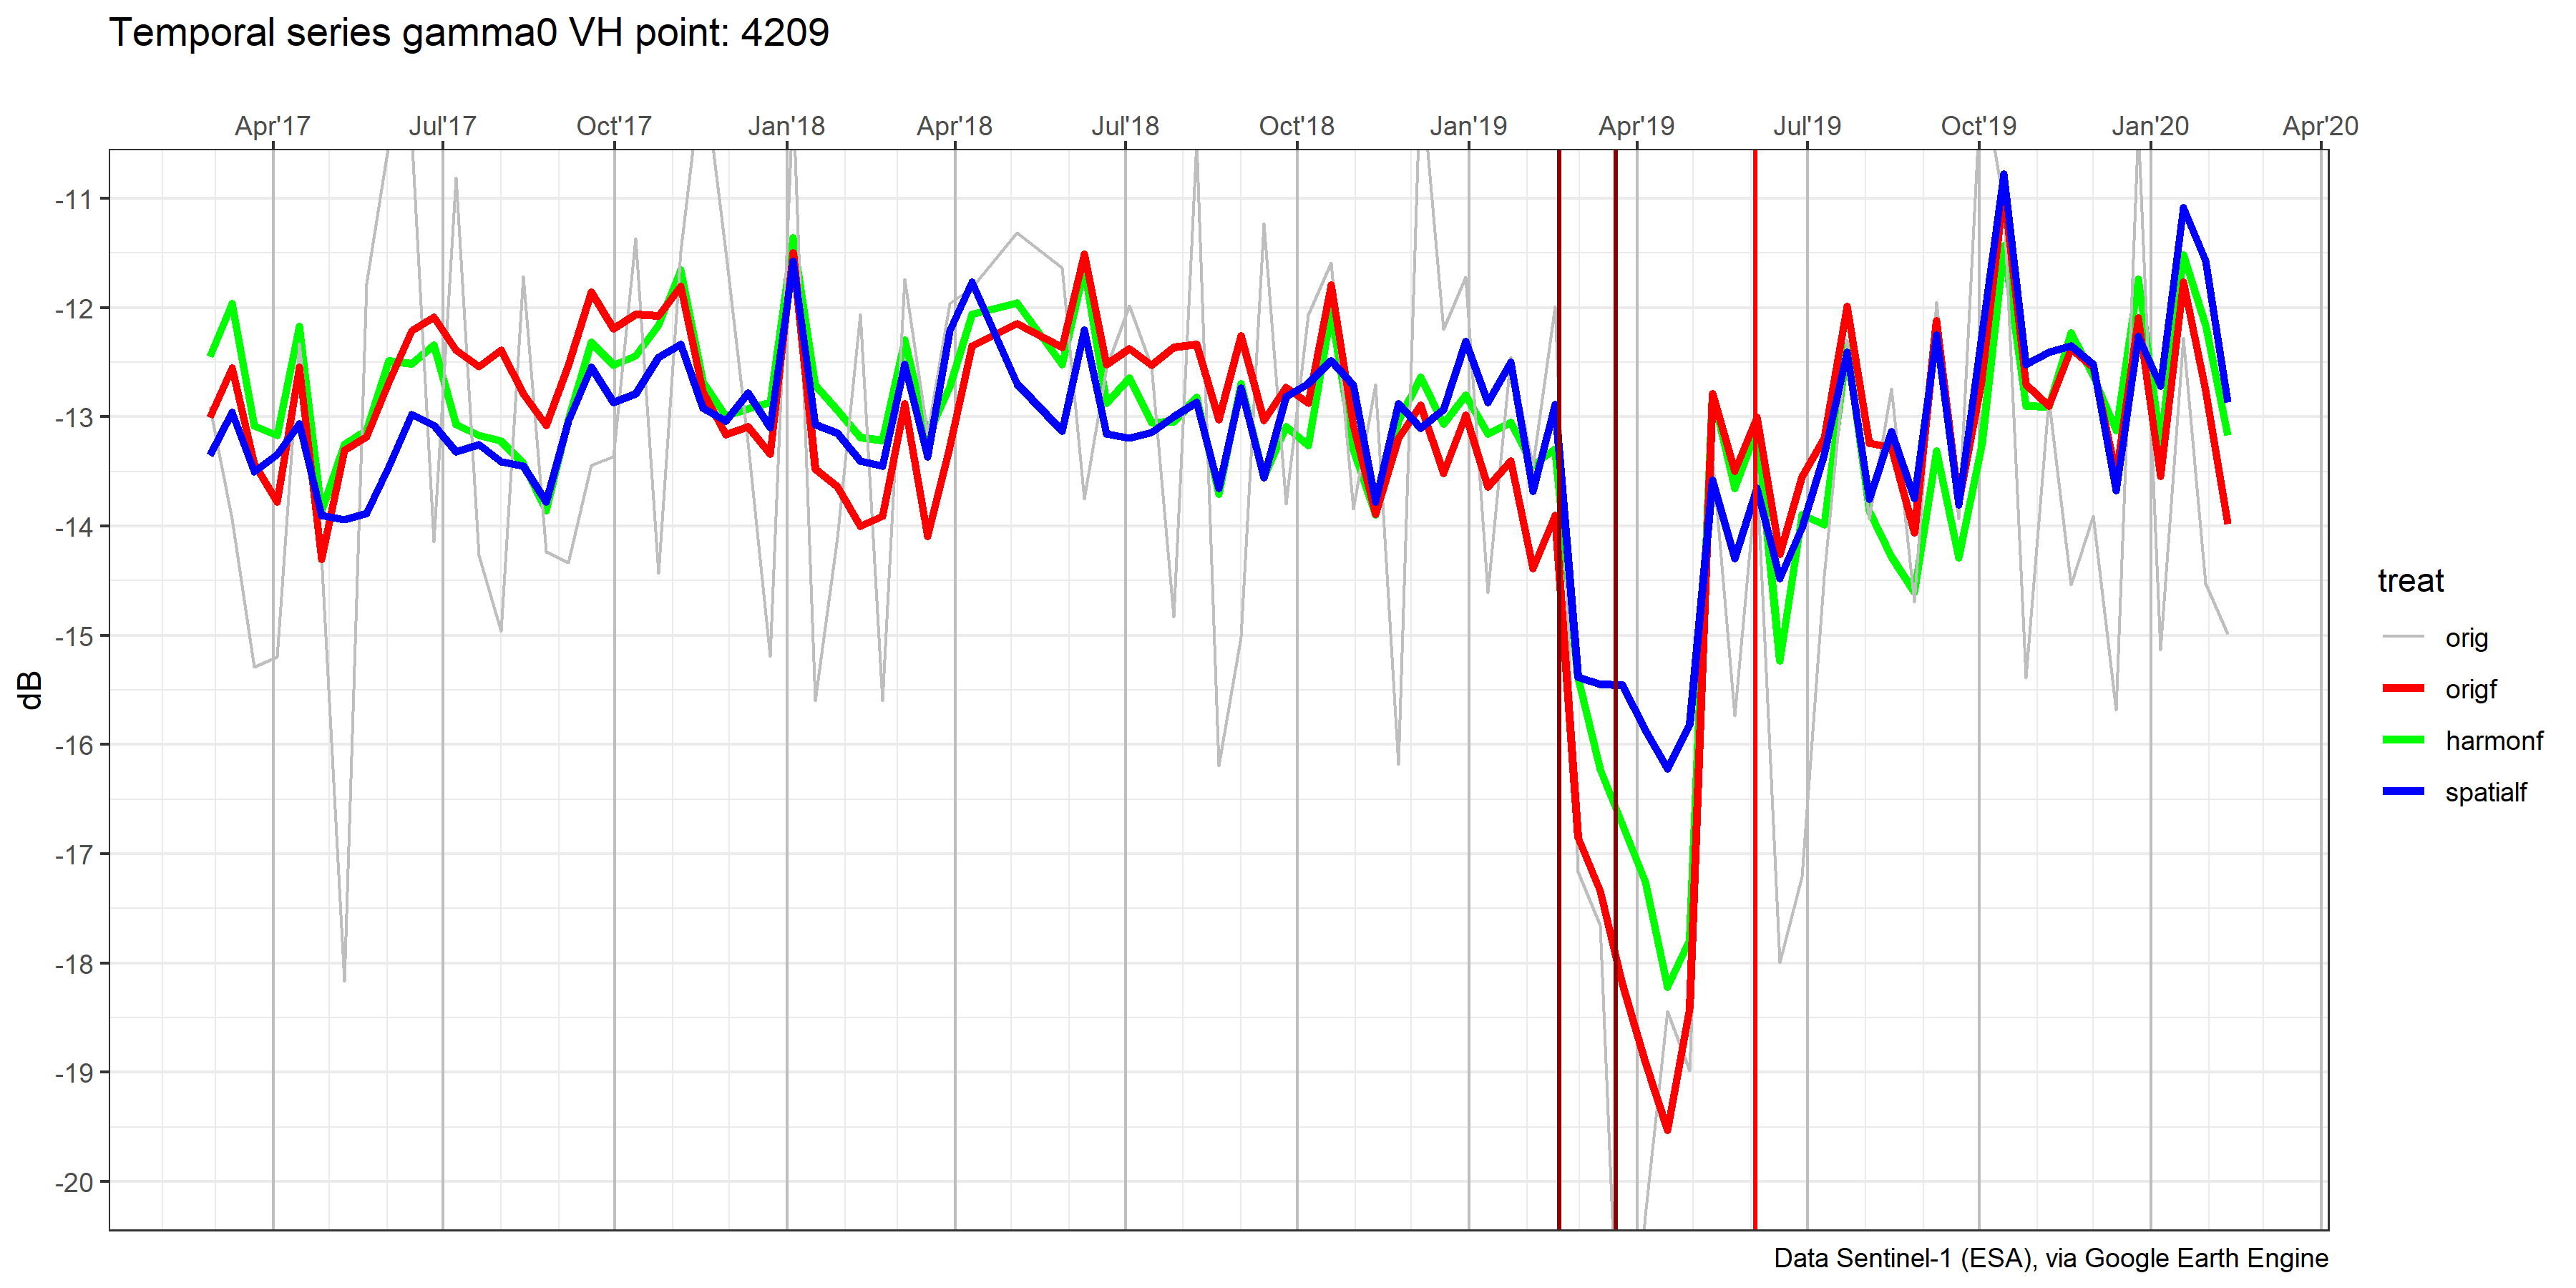 Temporal series gamma0 VH point: 4209
Apr'17 Jul'17 Oct'17 Jan'18 Apr'18 Jul'18 Oct'18 Jan'19 Apr'19 Jul'19 Oct'19 Jan'20 Apr'20
-11
-12
-13
-14
-15
-16
-17
-18
-19
-20
dB
treat
orig
origf
harmonf
spatialf
Data Sentinel-1 (ESA), via Google Earth Engine